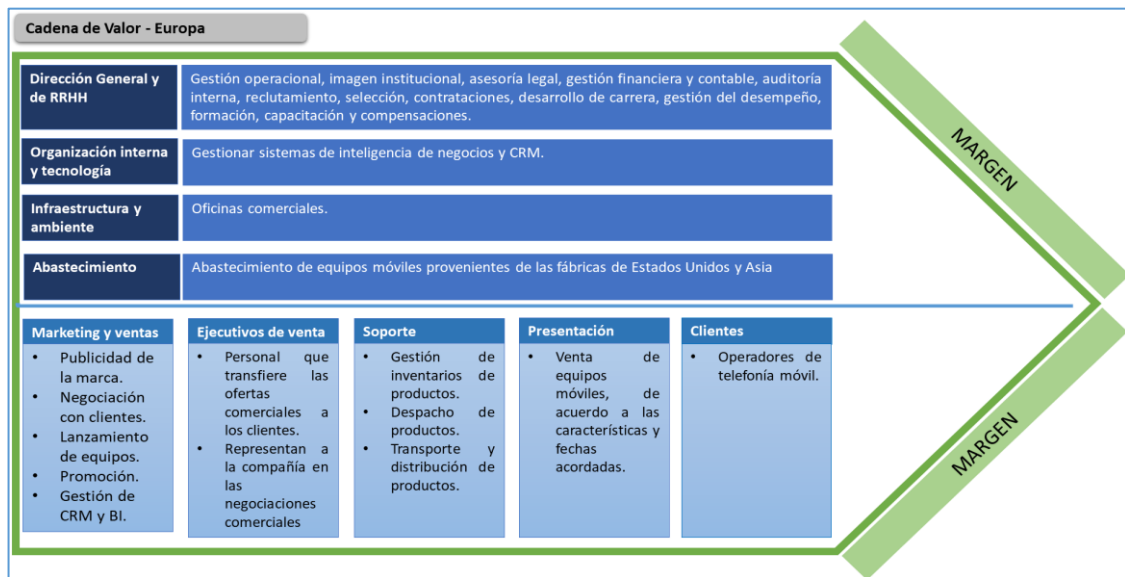 Cadena de Valor - Europa
Dirección General y
de RRHH
Gestión operacional, imagen institucional, asesoría legal, gestión financiera y contable, auditoría
interna, reclutamiento, selección, contrataciones, desarrollo de carrera, gestión del desempeño,
formación, capacitación y compensaciones.
Organización interna
y tecnología
Gestionar sistemas de inteligencia de negocios y CRM.
Infraestructura y
ambiente
Oficinas comerciales.
Abastecimiento
Abastecimiento de equipos móviles provenientes de las fábricas de Estados Unidos y Asia
MARGEN
Marketing y ventas
• Publicidad de
la marca.
• Negociación
con clientes.
• Lanzamiento
de equipos.
• Promoción.
• Gestión de
CRM y BI.
Ejecutivos de venta
• Personal que
transfiere las
ofertas
comerciales a
los clientes.
• Representan a
la compañía en
las
negociaciones
comerciales
Soporte
• Gestión de
inventarios de
productos.
• Despacho de
productos.
• Transporte y
distribución de
productos.
Presentación
• Venta de
equipos
móviles, de
acuerdo a las
características y
fechas
acordadas.
Clientes
• Operadores de
telefonía móvil.
MARGEN